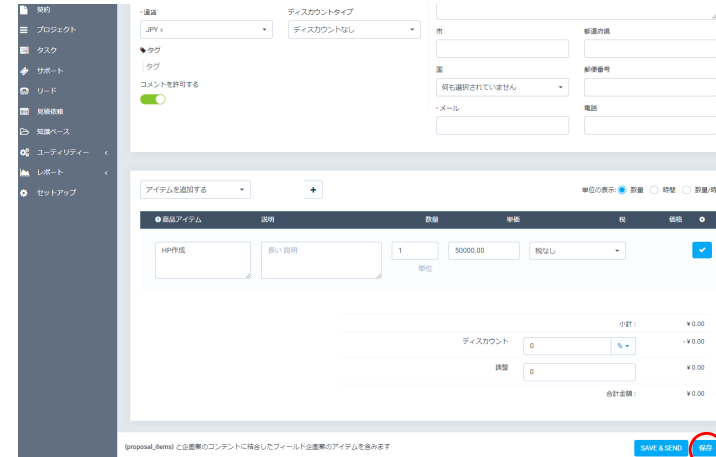 契約
プロジェクト
タスク
サポート
リード
見積依頼
知識ベース
ユーティリティー
レポート
セットアップ
* 通貨
ディスカウントタイプ
JPY ¥
ディスカウントなし
タグ
タグ
コメントを許可する
市
都道府県
国
郵便番号
何も選択されていません
* メール
電話
アイテムを追加する
+
単位の表示: 数量 時間 数量/時
商品アイテム 説明 数量 単価 税 価格
HP作成
長い説明
1
50000.00
税なし
単位
小計 : ¥0.00
ディスカウント 0 % -¥0.00
調整 0 ¥0.00
合計金額 : ¥0.00
{proposal_items} と企画案のコンテントに結合したフィールド企画案のアイテムを含みます
SAVE & SEND
保存